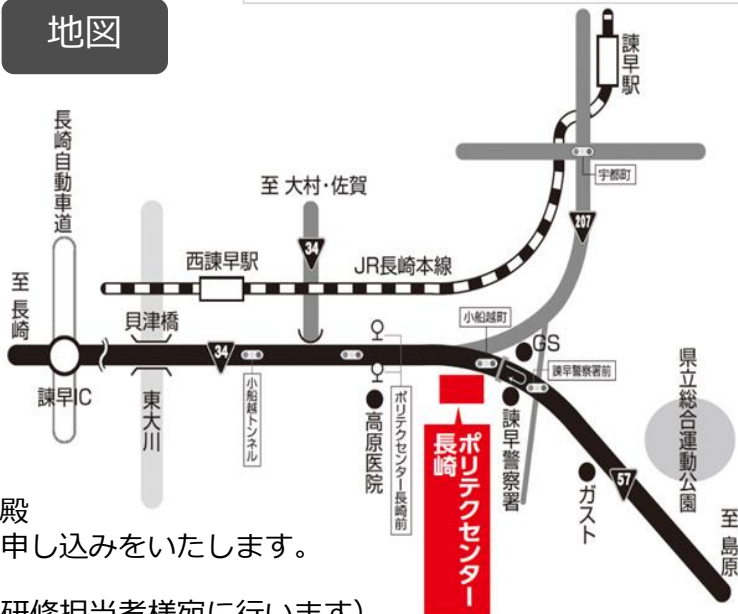 地図
諫早駅
長崎自動車道
宇都町
至 大村・佐賀
207
34
西諫早駅
JR長崎本線
至 長崎
貝津橋
小船越町
GS
34
諫早警察署前
県立総合運動公園
諫早IC
東大川
小船越トンネル
高原医院
ポリテクセンター長崎前
ポリテクセンター
長崎
諫早警察署
ガスト
57
至 島原
殿
申し込みをいたします。
研修担当者様宛に行います)